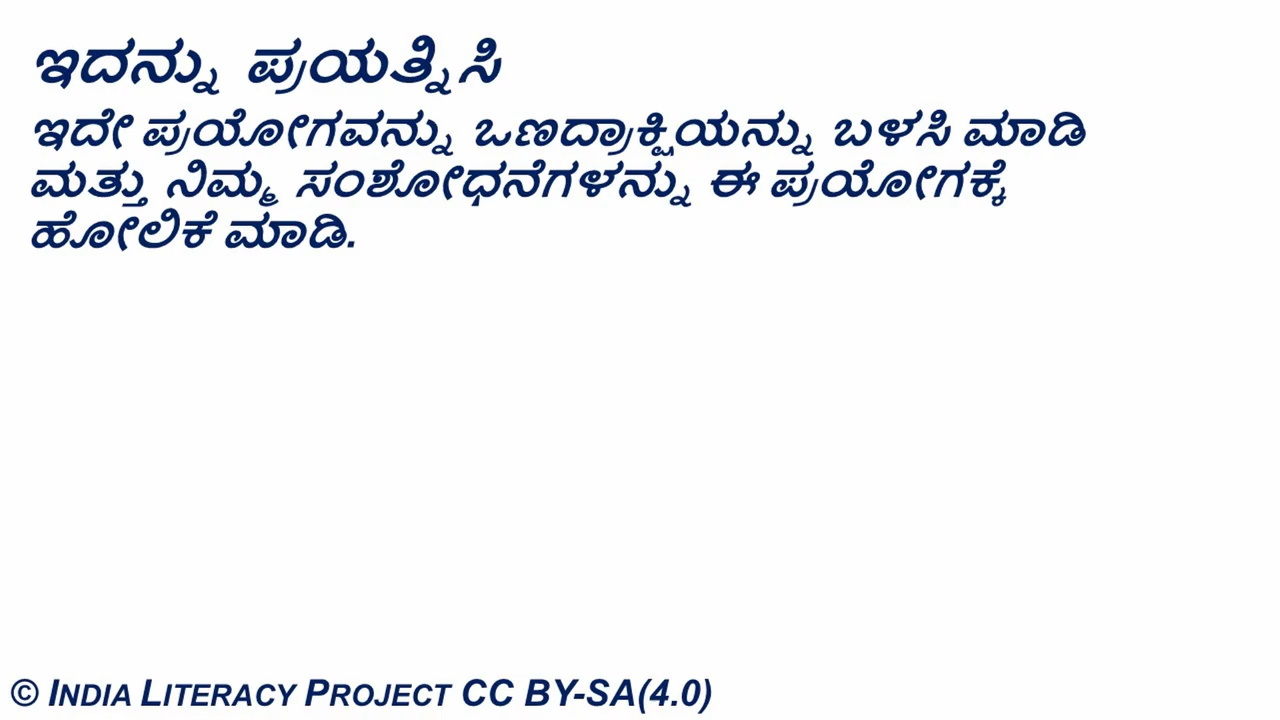 ಇದನ್ನು ಪ್ರಯತ್ನಿಸಿ
ಇದೇ ಪ್ರಯೋಗವನ್ನು ಒಣದ್ರಾಕ್ಷಿಯನ್ನು ಬಳಸಿ ಮಾಡಿ
ಮತ್ತು ನಿಮ್ಮ ಸಂಶೋಧನೆಗಳನ್ನು ಈ ಪ್ರಯೋಗಕ್ಕೆ
ಹೋಲಿಕೆ ಮಾಡಿ.
© INDIA LITERACY PROJECT CC BY-SA(4.0)